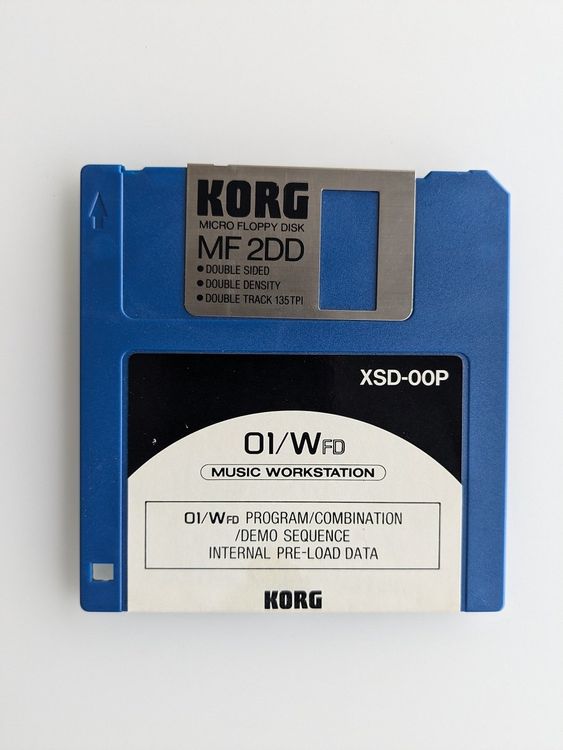 KORG
MICRO FLOPPY DISK
MF 2DD
● DOUBLE SIDED
● DOUBLE DENSITY
● DOUBLE TRACK 135TPI
XSD-00P
01/WFD
MUSIC WORKSTATION
01/WFD PROGRAM/COMBINATION
/DEMO SEQUENCE
INTERNAL PRE-LOAD DATA
KORG